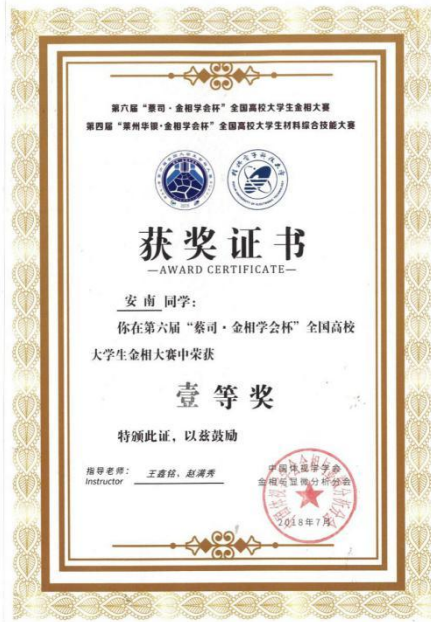 第六届“蔡司·金相学会杯”全国高校大学生金相大赛
第四届“莱州华银·金相学会杯”全国高校大学生材料综合技能大赛
获奖证书
—AWARD CERTIFICATE—
安南 同学：
你在第六届“蔡司·金相学会杯”全国高校
大学生金相大赛中荣获
壹等奖
特颁此证，以兹鼓励
指导老师： 王鑫铭、赵满秀
Instructor
中国体视学学会
金相与显微分析分会
2018年7月